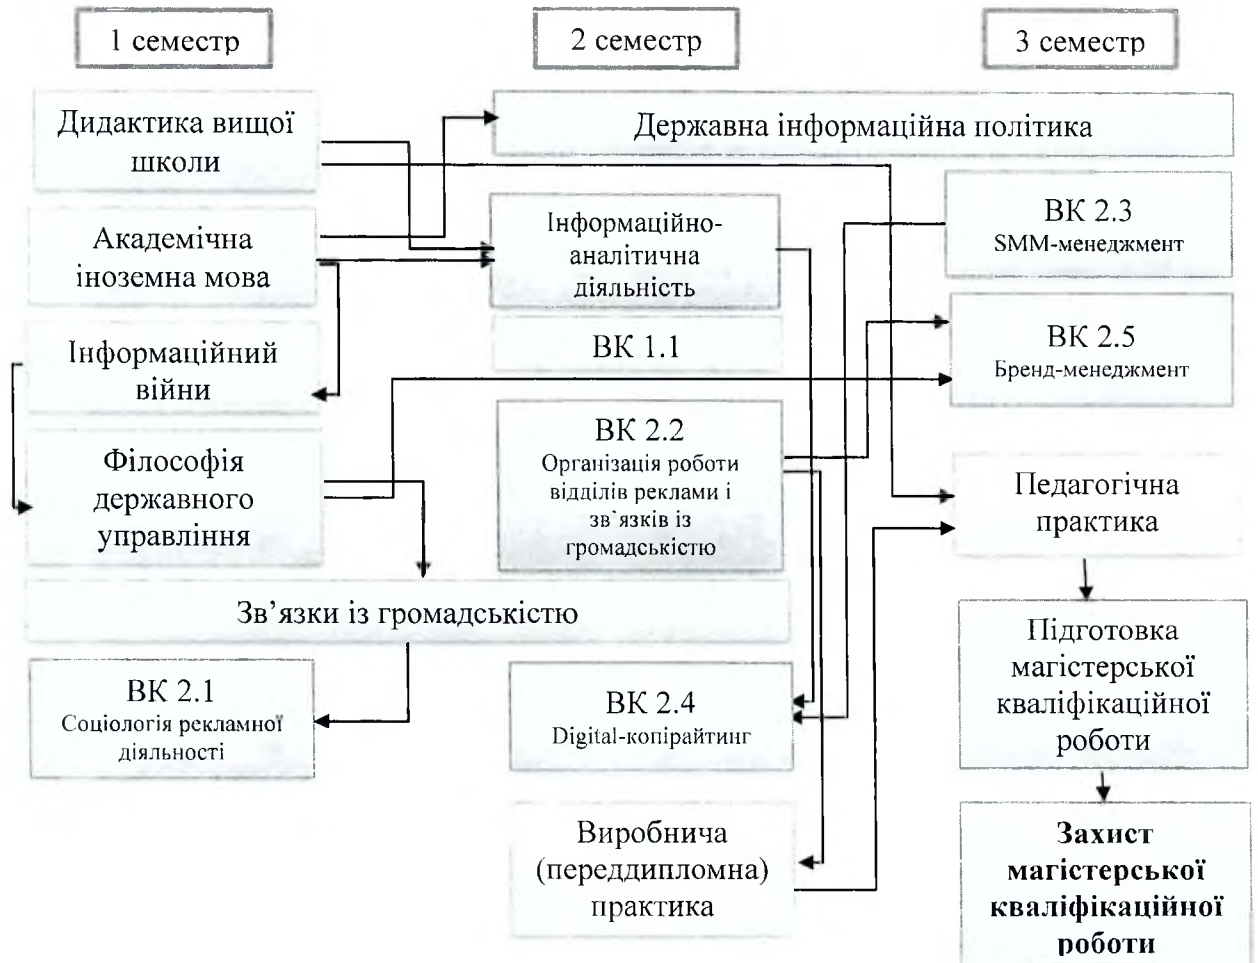 1 семестр
2 семестр
3 семестр
Дидактика вищої
школи
Академічна
іноземна мова
Інформаційний
війни
Філософія
державного
управління
Зв’язки із громадськістю
ВК 2.1
Соціологія рекламної
діяльності
Державна інформаційна політика
Інформаційно-
аналітична
діяльність
ВК 1.1
ВК 2.2
Організація роботи
відділів реклами і
зв`язків із
громадськістю
ВК 2.4
Digital-копірайтинг
Виробнича
(переддипломна)
практика
ВК 2.3
SMM-менеджмент
ВК 2.5
Бренд-менеджмент
Педагогічна
практика
Підготовка
магістерської
кваліфікаційної
роботи
Захист
магістерської
кваліфікаційної
роботи